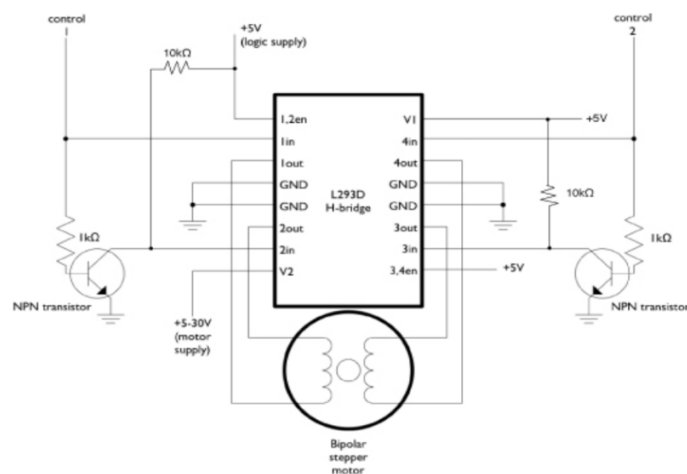 control
1
control
2
+5V
(logic supply)
10kΩ
1,2en
V1
+5V
1in
4in
1out
4out
GND
GND
L293D
H-bridge
GND
GND
10kΩ
2out
3out
1kΩ
1kΩ
2in
3in
V2
3,4en
+5V
NPN transistor
NPN transistor
+5-30V
(motor
supply)
Bipolar
stepper
motor